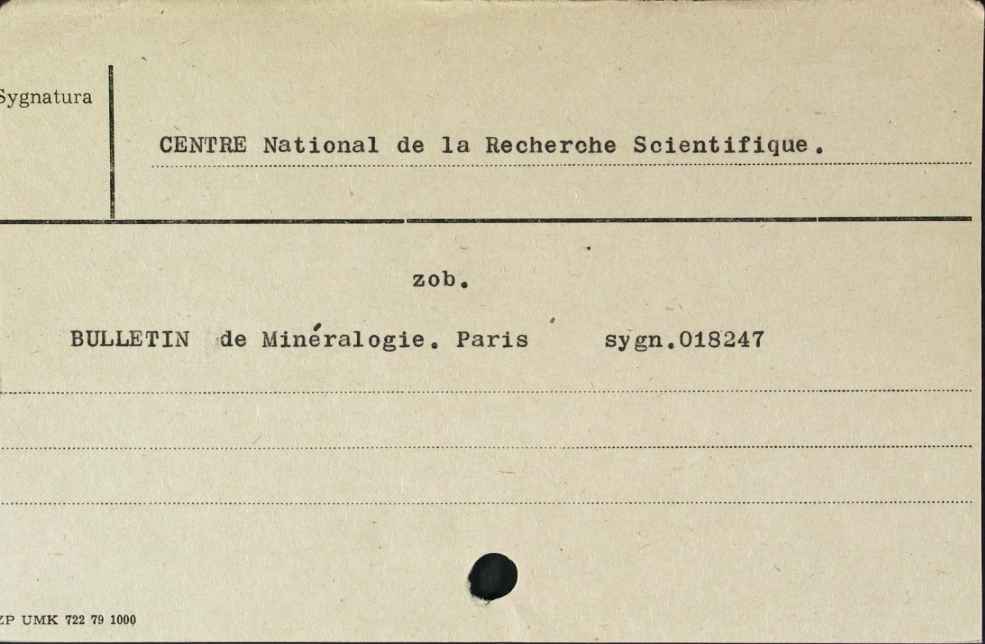 Sygnatura
CENTRE National de la Recherche Scientifique.
zob.
BULLETIN de Minéralogie. Paris sygn.018247
ZP UMK 722 79 1000